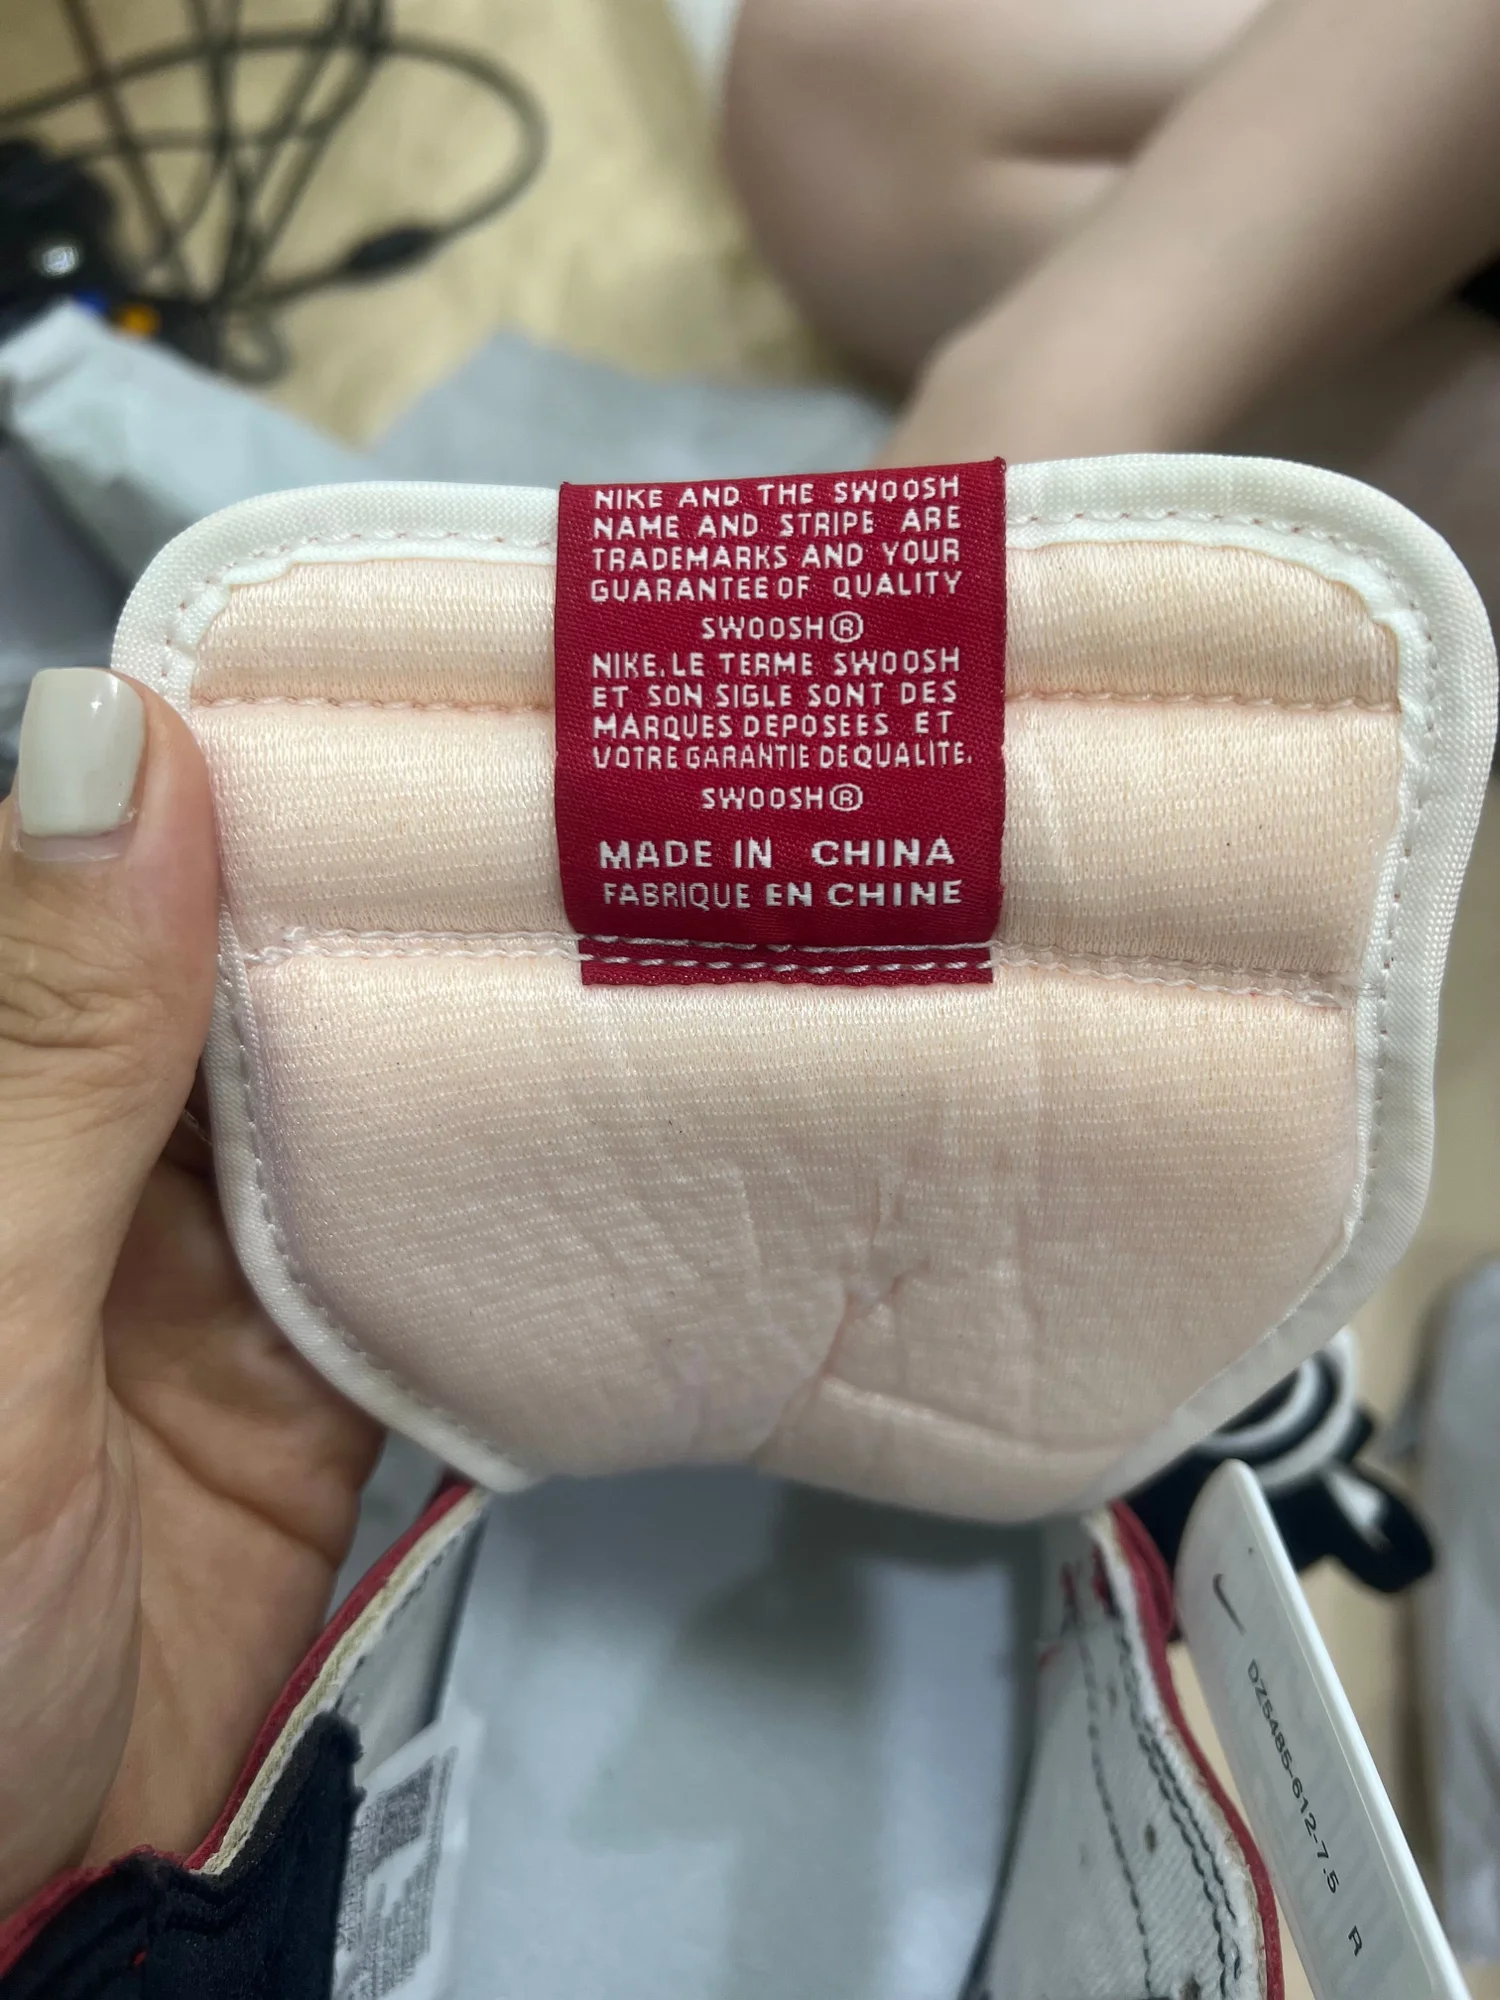 NIKE AND THE SWOOSH
NAME AND STRIPE ARE
TRADEMARKS AND YOUR
GUARANTEE OF QUALITY
SWOOSH®
NIKE. LE TERME SWOOSH
ET SON SIGLE SONT DES
MARQUES DEPOSEES ET
VOTRE GARANTIE DE QUALITE.
SWOOSH®
MADE IN CHINA
FABRIQUE EN CHINE
DZ5485-612-7.5 R